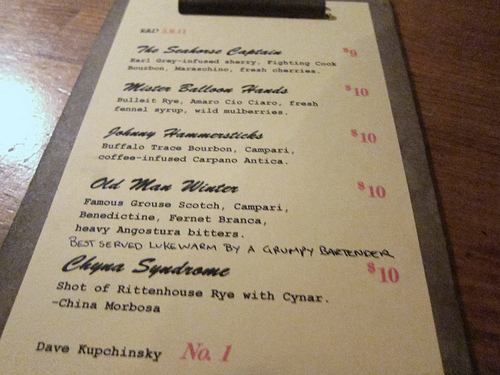 The Seahorse Captain $9
Earl Grey-infused sherry, Fighting Cook
Bourbon, Maraschino, fresh cherries.
Mister Balloon Hands $10
Bulleit Rye, Amaro Cio Ciaro, fresh
fennel syrup, wild mulberries.
Johnny Hammersticks $10
Buffalo Trace Bourbon, Campari,
coffee-infused Carpano Antica.
Old Man Winter $10
Famous Grouse Scotch, Campari,
Benedictine, Fernet Branca,
heavy Angostura bitters.
BEST SERVED LUKEWARM BY A GRUMPY BARTENDER
Chyna Syndrome $10
Shot of Rittenhouse Rye with Cynar.
-China Morbosa
Dave Kupchinsky No. 1